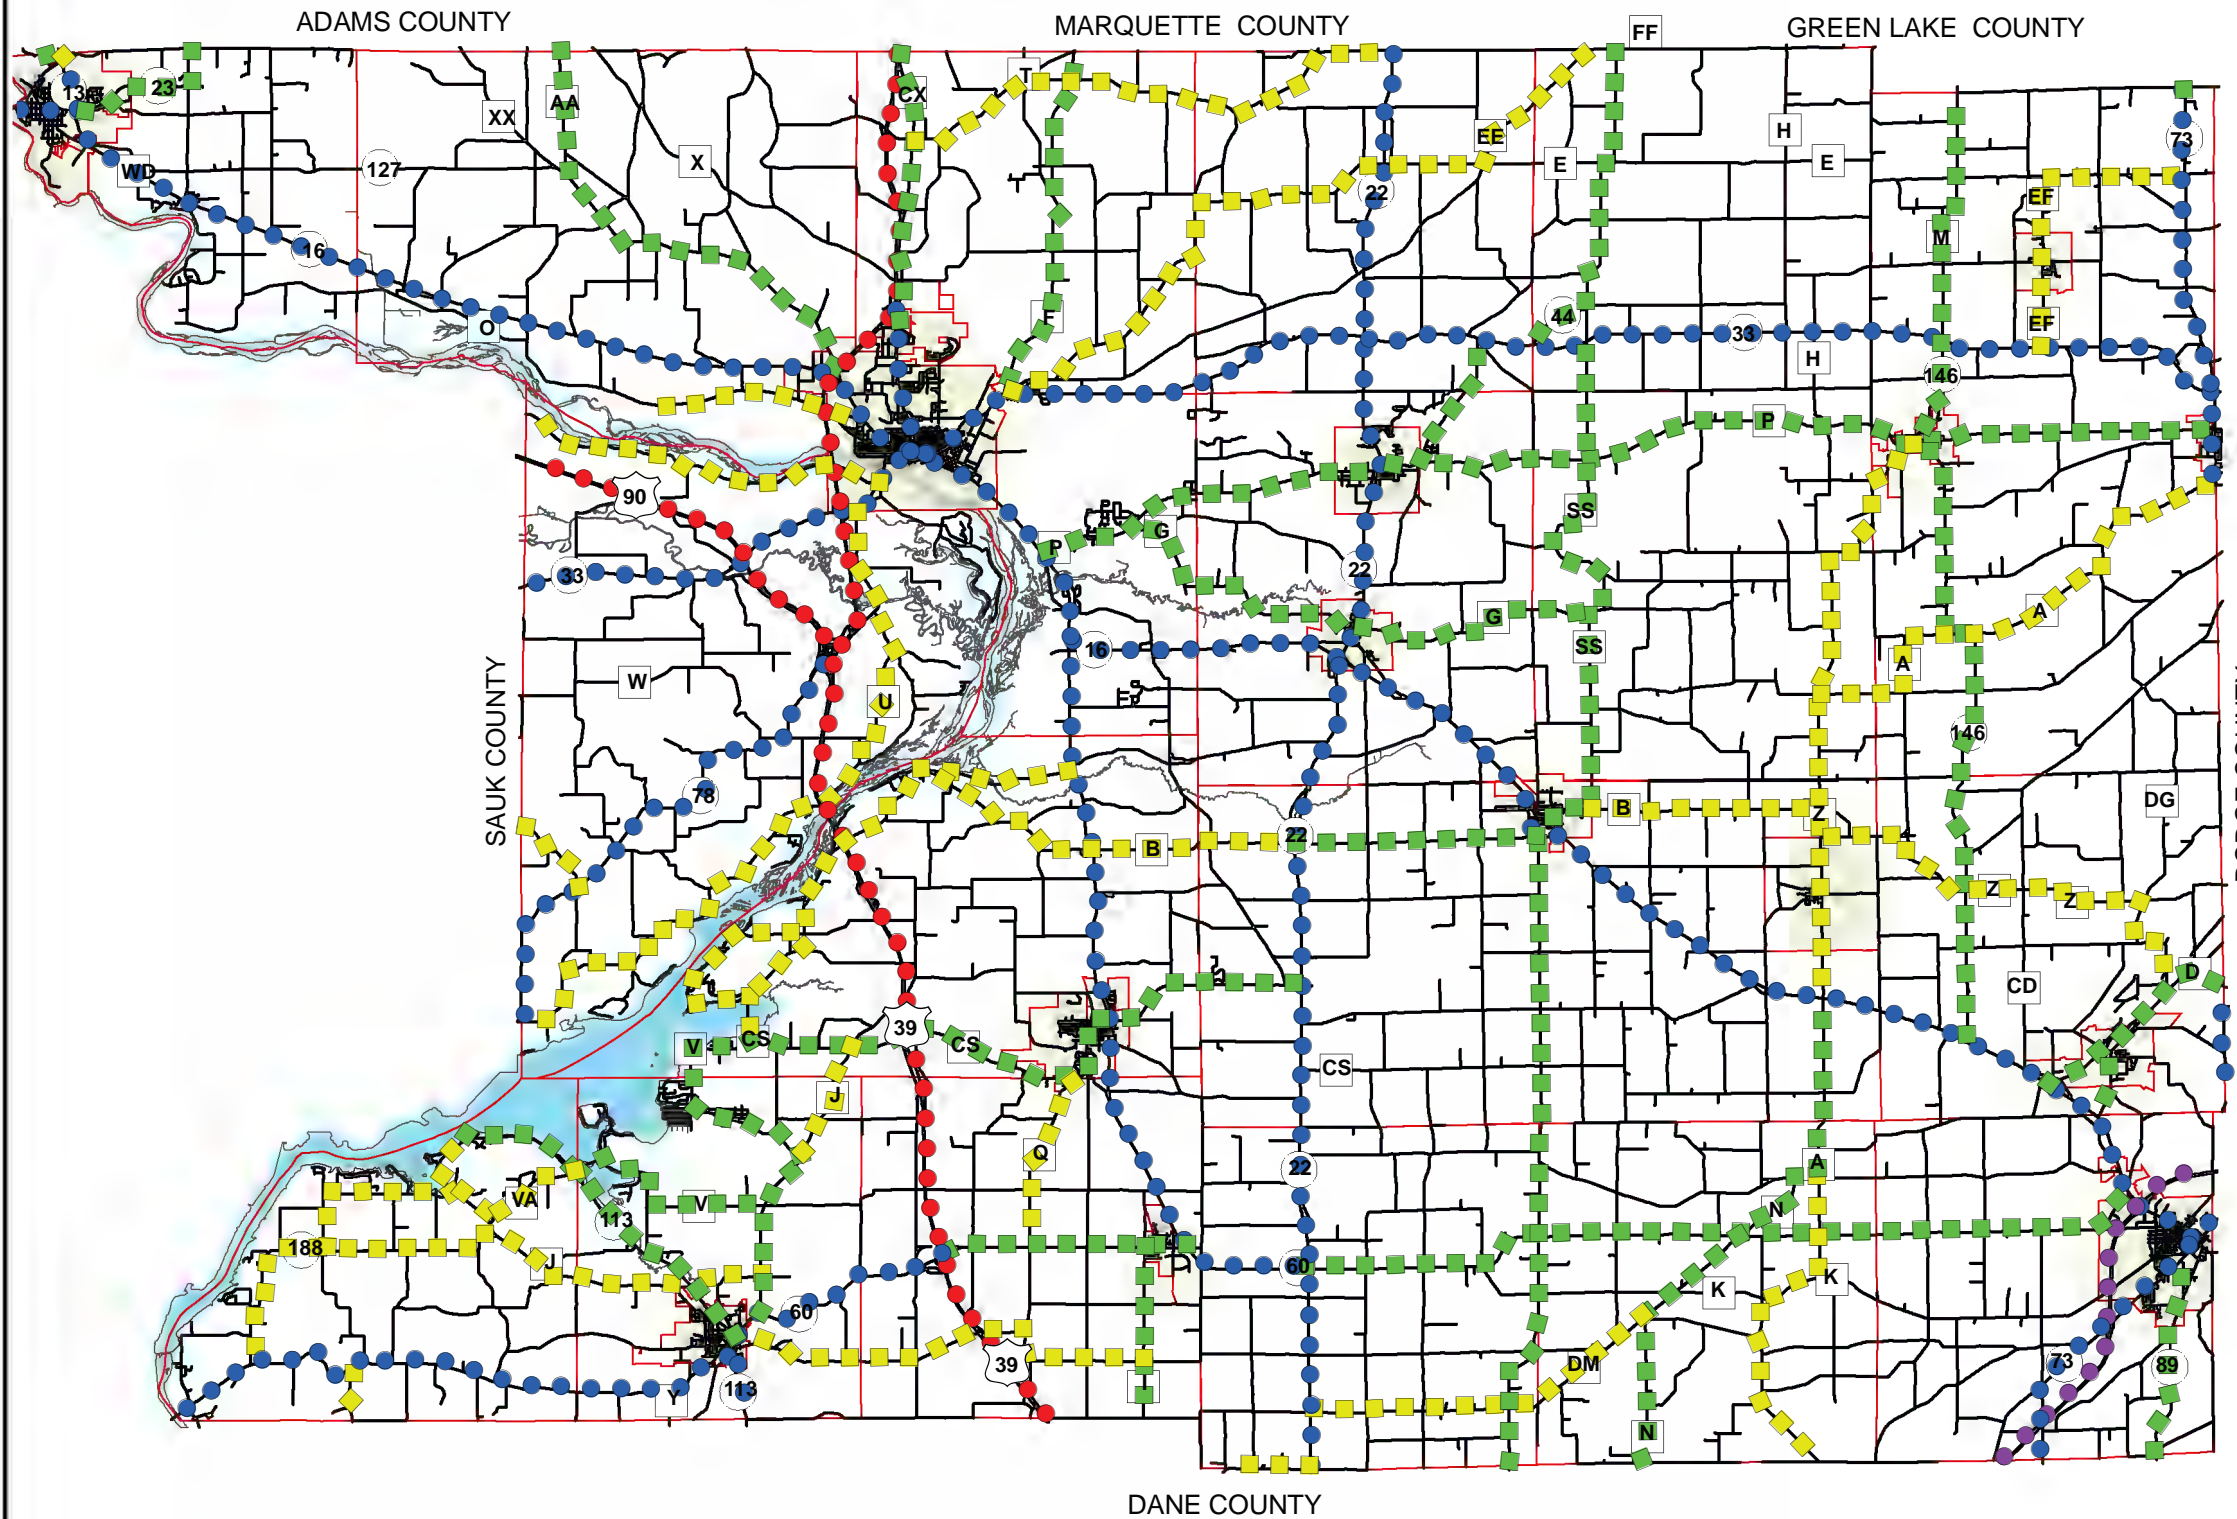 ADAMS COUNTY
MARQUETTE  COUNTY
FF
GREEN LAKE  COUNTY
T
13
23
AA
CX
XX
EE
H
73
WD
127
X
E
E
22
EF
M
16
O
F
44
33
EF
H
146
P
90
SS
G
P
33
22
16
G
SS
A
W
A
U
146
SAUK COUNTY
78
DG
B
Z
22
B
Z
Z
D
CD
39
CS
CS
V
CS
J
Q
22
A
VA
V
113
N
188
J
60
K
K
60
39
DM
73
89
113
Y
N
DANE COUNTY